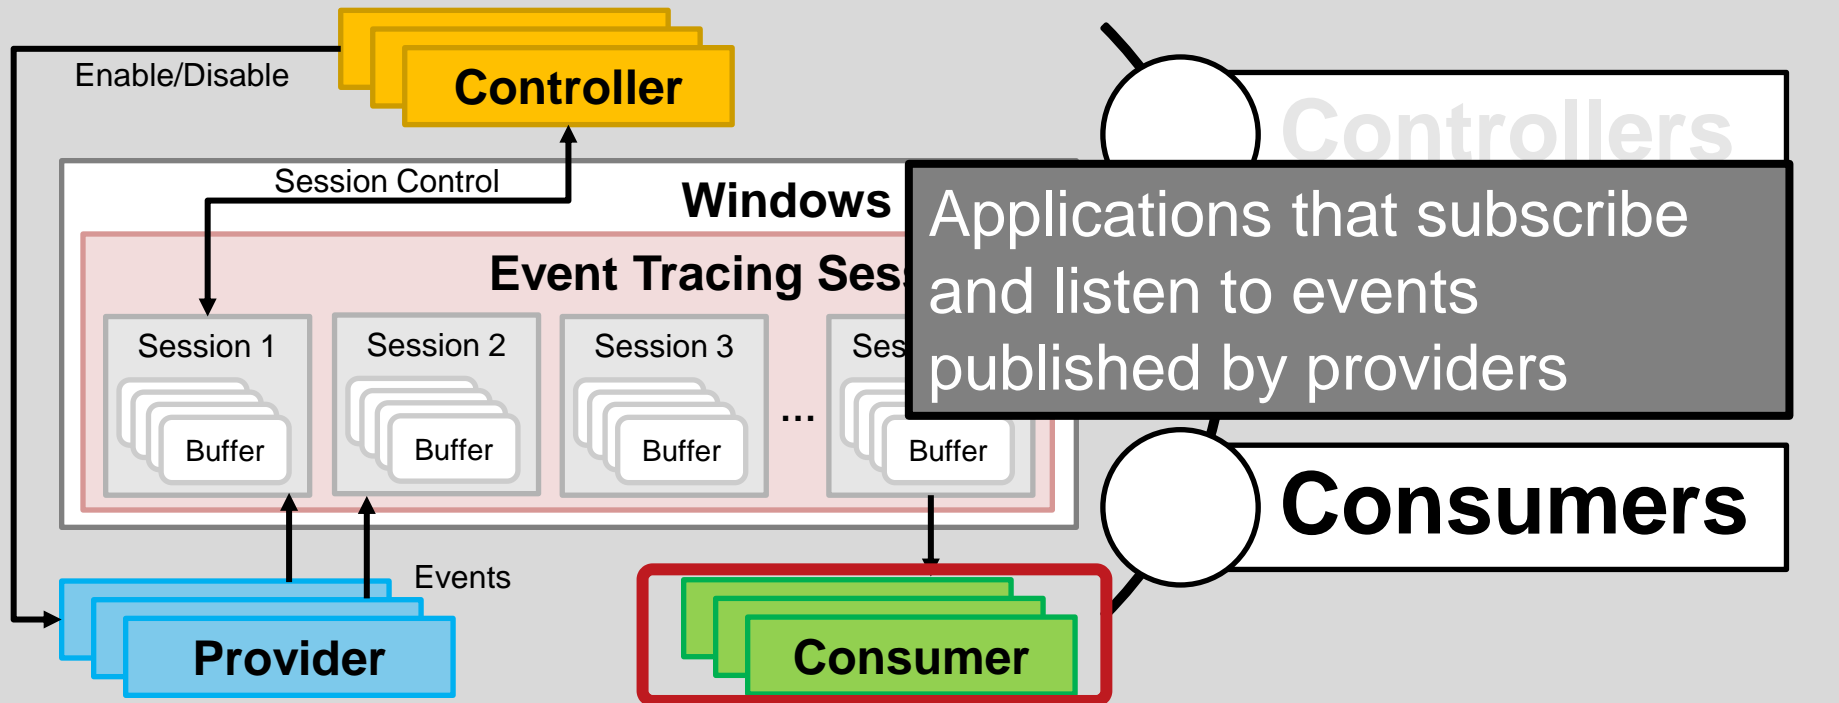 Enable/Disable
Controller
Controllers
Session Control
Windows
Event Tracing Ses
Applications that subscribe
and listen to events
published by providers
Session 1
Session 2
Session 3
Ses
...
Buffer
Buffer
Buffer
Buffer
Consumers
Events
Provider
Consumer